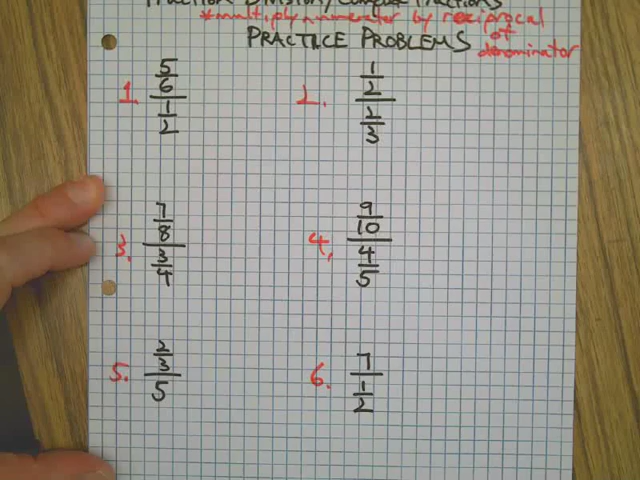 Fraction Division/Complex Fractions
*multiply numerator by reciprocal of denominator
PRACTICE PROBLEMS
1. 5/6 / 1/2
2. 1/2 / 2/3
3. 7/8 / 3/4
4. 9/10 / 4/5
5. 2/3 / 5
6. 7 / 1/2